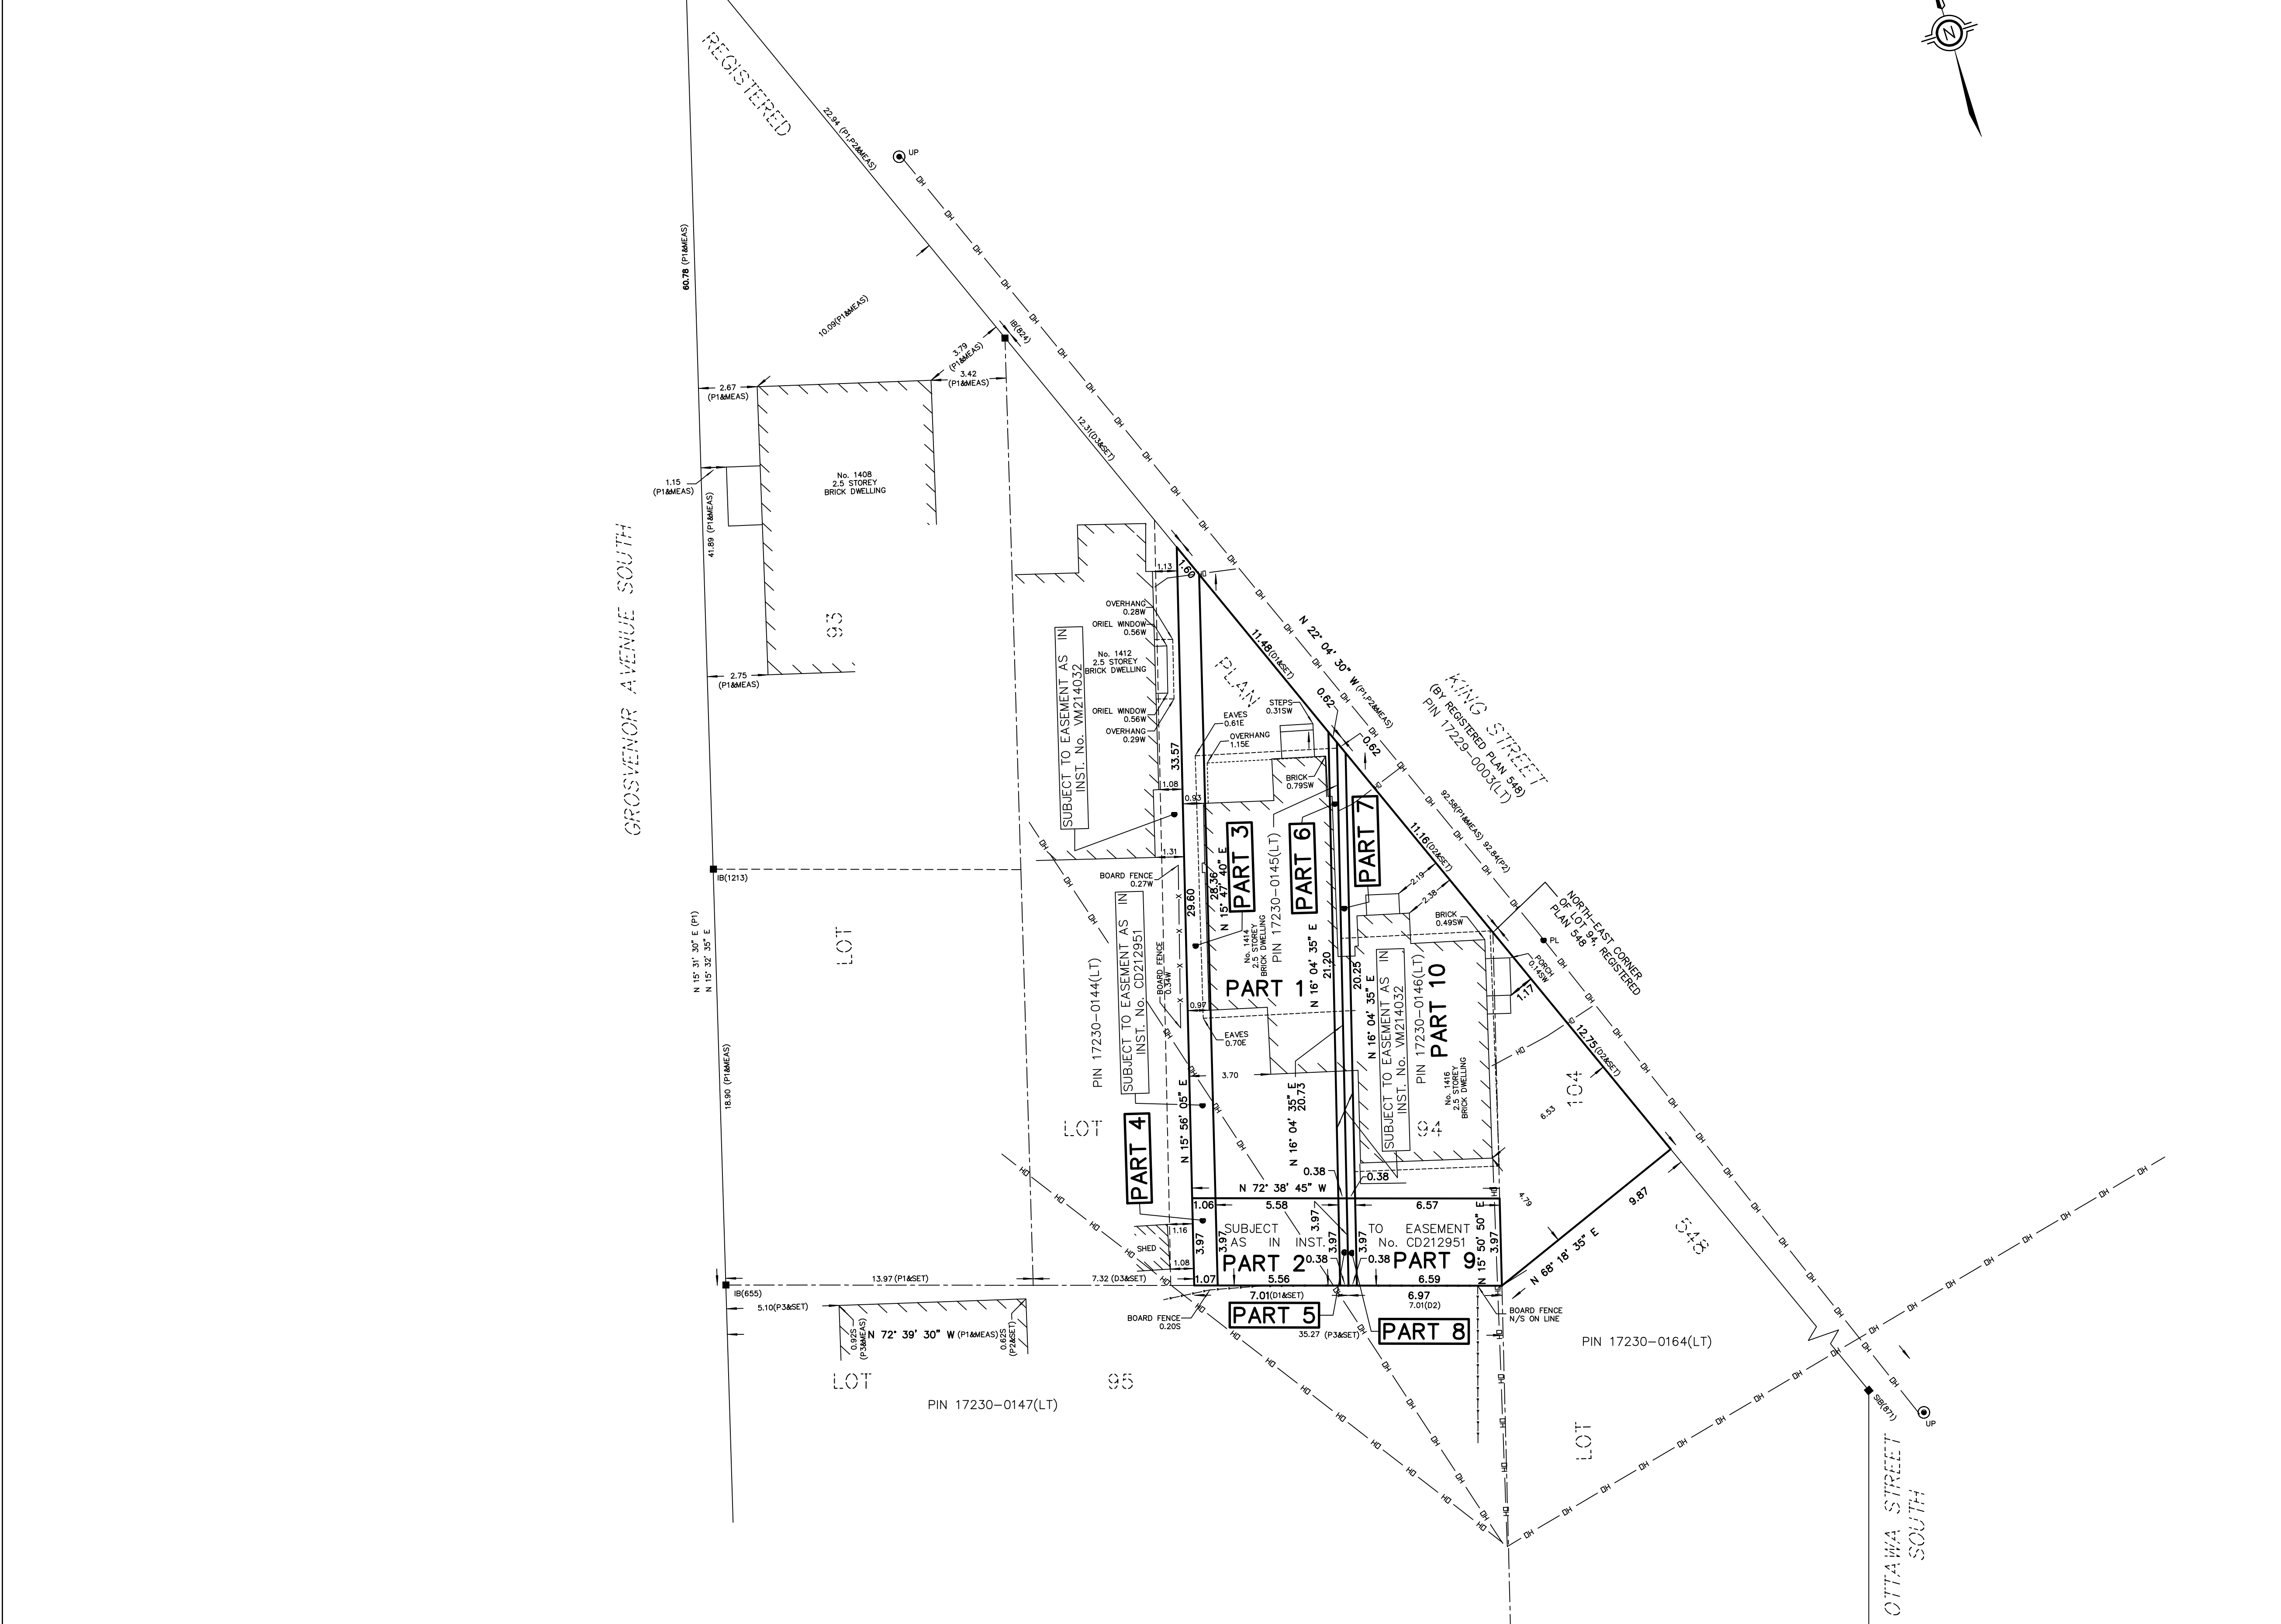 REGISTERED
N
22.94 (P1,P2&MEAS)
UP
60.78 (P1&MEAS)
10.09(P1&MEAS)
IB(824)
3.79
(P1&MEAS)
3.42
(P1&MEAS)
2.67
(P1&MEAS)
12.31(D3&SET)
No. 1408
2.5 STOREY
BRICK DWELLING
1.15
(P1&MEAS)
41.89 (P1&MEAS)
GROSVENOR AVENUE SOUTH
93
2.75
(P1&MEAS)
1.13
1.60
OVERHANG
0.28W
ORIEL WINDOW
0.56W
No. 1412
2.5 STOREY
BRICK DWELLING
ORIEL WINDOW
0.56W
OVERHANG
0.29W
SUBJECT TO EASEMENT AS IN
INST. No. VM214032
33.57
PLAN
11.48(D1&SET)
N 22° 04' 30" W (P1,P2&MEAS)
0.62
0.62
STEPS
0.31SW
EAVES
0.61E
OVERHANG
1.15E
BRICK
0.79SW
KING STREET
(BY REGISTERED PLAN 548)
PIN 17229-0003(LT)
92.58(P1&MEAS) 92.84(P2)
1.08
0.93
1.31
PART 3
PART 6
PART 7
11.16(D2&SET)
2.19
2.38
BOARD FENCE
0.27W
29.60
28.36
N 15° 47' 40" E
PIN 17230-0145(LT)
No. 1414
2.5 STOREY
BRICK DWELLING
BRICK
0.49SW
NORTH-EAST CORNER
OF LOT 94, REGISTERED
PLAN 548
PL
IB(1213)
N 15° 31' 30" E (P1)
N 15° 32' 35" E
LOT
PIN 17230-0144(LT)
SUBJECT TO EASEMENT AS IN
INST. No. CD212951
BOARD FENCE
0.34W
0.97
PART 1
N 16° 04' 35" E
21.20
20.25
N 16° 04' 35" E
SUBJECT TO EASEMENT AS IN
INST. No. VM214032
PIN 17230-0146(LT)
PART 10
PORCH
0.14SW
1.17
EAVES
0.70E
3.70
12.75(D2&SET)
18.90 (P1&MEAS)
N 15° 56' 05" E
N 16° 04' 35" E
20.73
No. 1416
2.5 STOREY
BRICK DWELLING
104
6.53
LOT
94
PART 4
0.38
0.38
N 72° 38' 45" W
4.79
9.87
1.06
5.58
6.57
SUBJECT TO EASEMENT
AS IN INST. No. CD212951
3.97
3.97
3.97
3.97
3.97
3.97
N 15° 50' 50" E
N 68° 18' 35" E
548
1.16
SHED
1.08
PART 2
0.38
0.38
PART 9
13.97(P1&SET)
7.32 (D3&SET)
1.07
5.56
6.59
IB(655)
5.10(P3&SET)
7.01(D1&SET)
6.97
7.01(D2)
BOARD FENCE
0.20S
PART 5
PART 8
35.27 (P3&SET)
BOARD FENCE
N/S ON LINE
0.92S
(P3&MEAS)
N 72° 39' 30" W (P1&MEAS)
0.62S
(P2&SET)
PIN 17230-0164(LT)
LOT
95
PIN 17230-0147(LT)
SIB(871)
UP
LOT
OTTAWA STREET
SOUTH